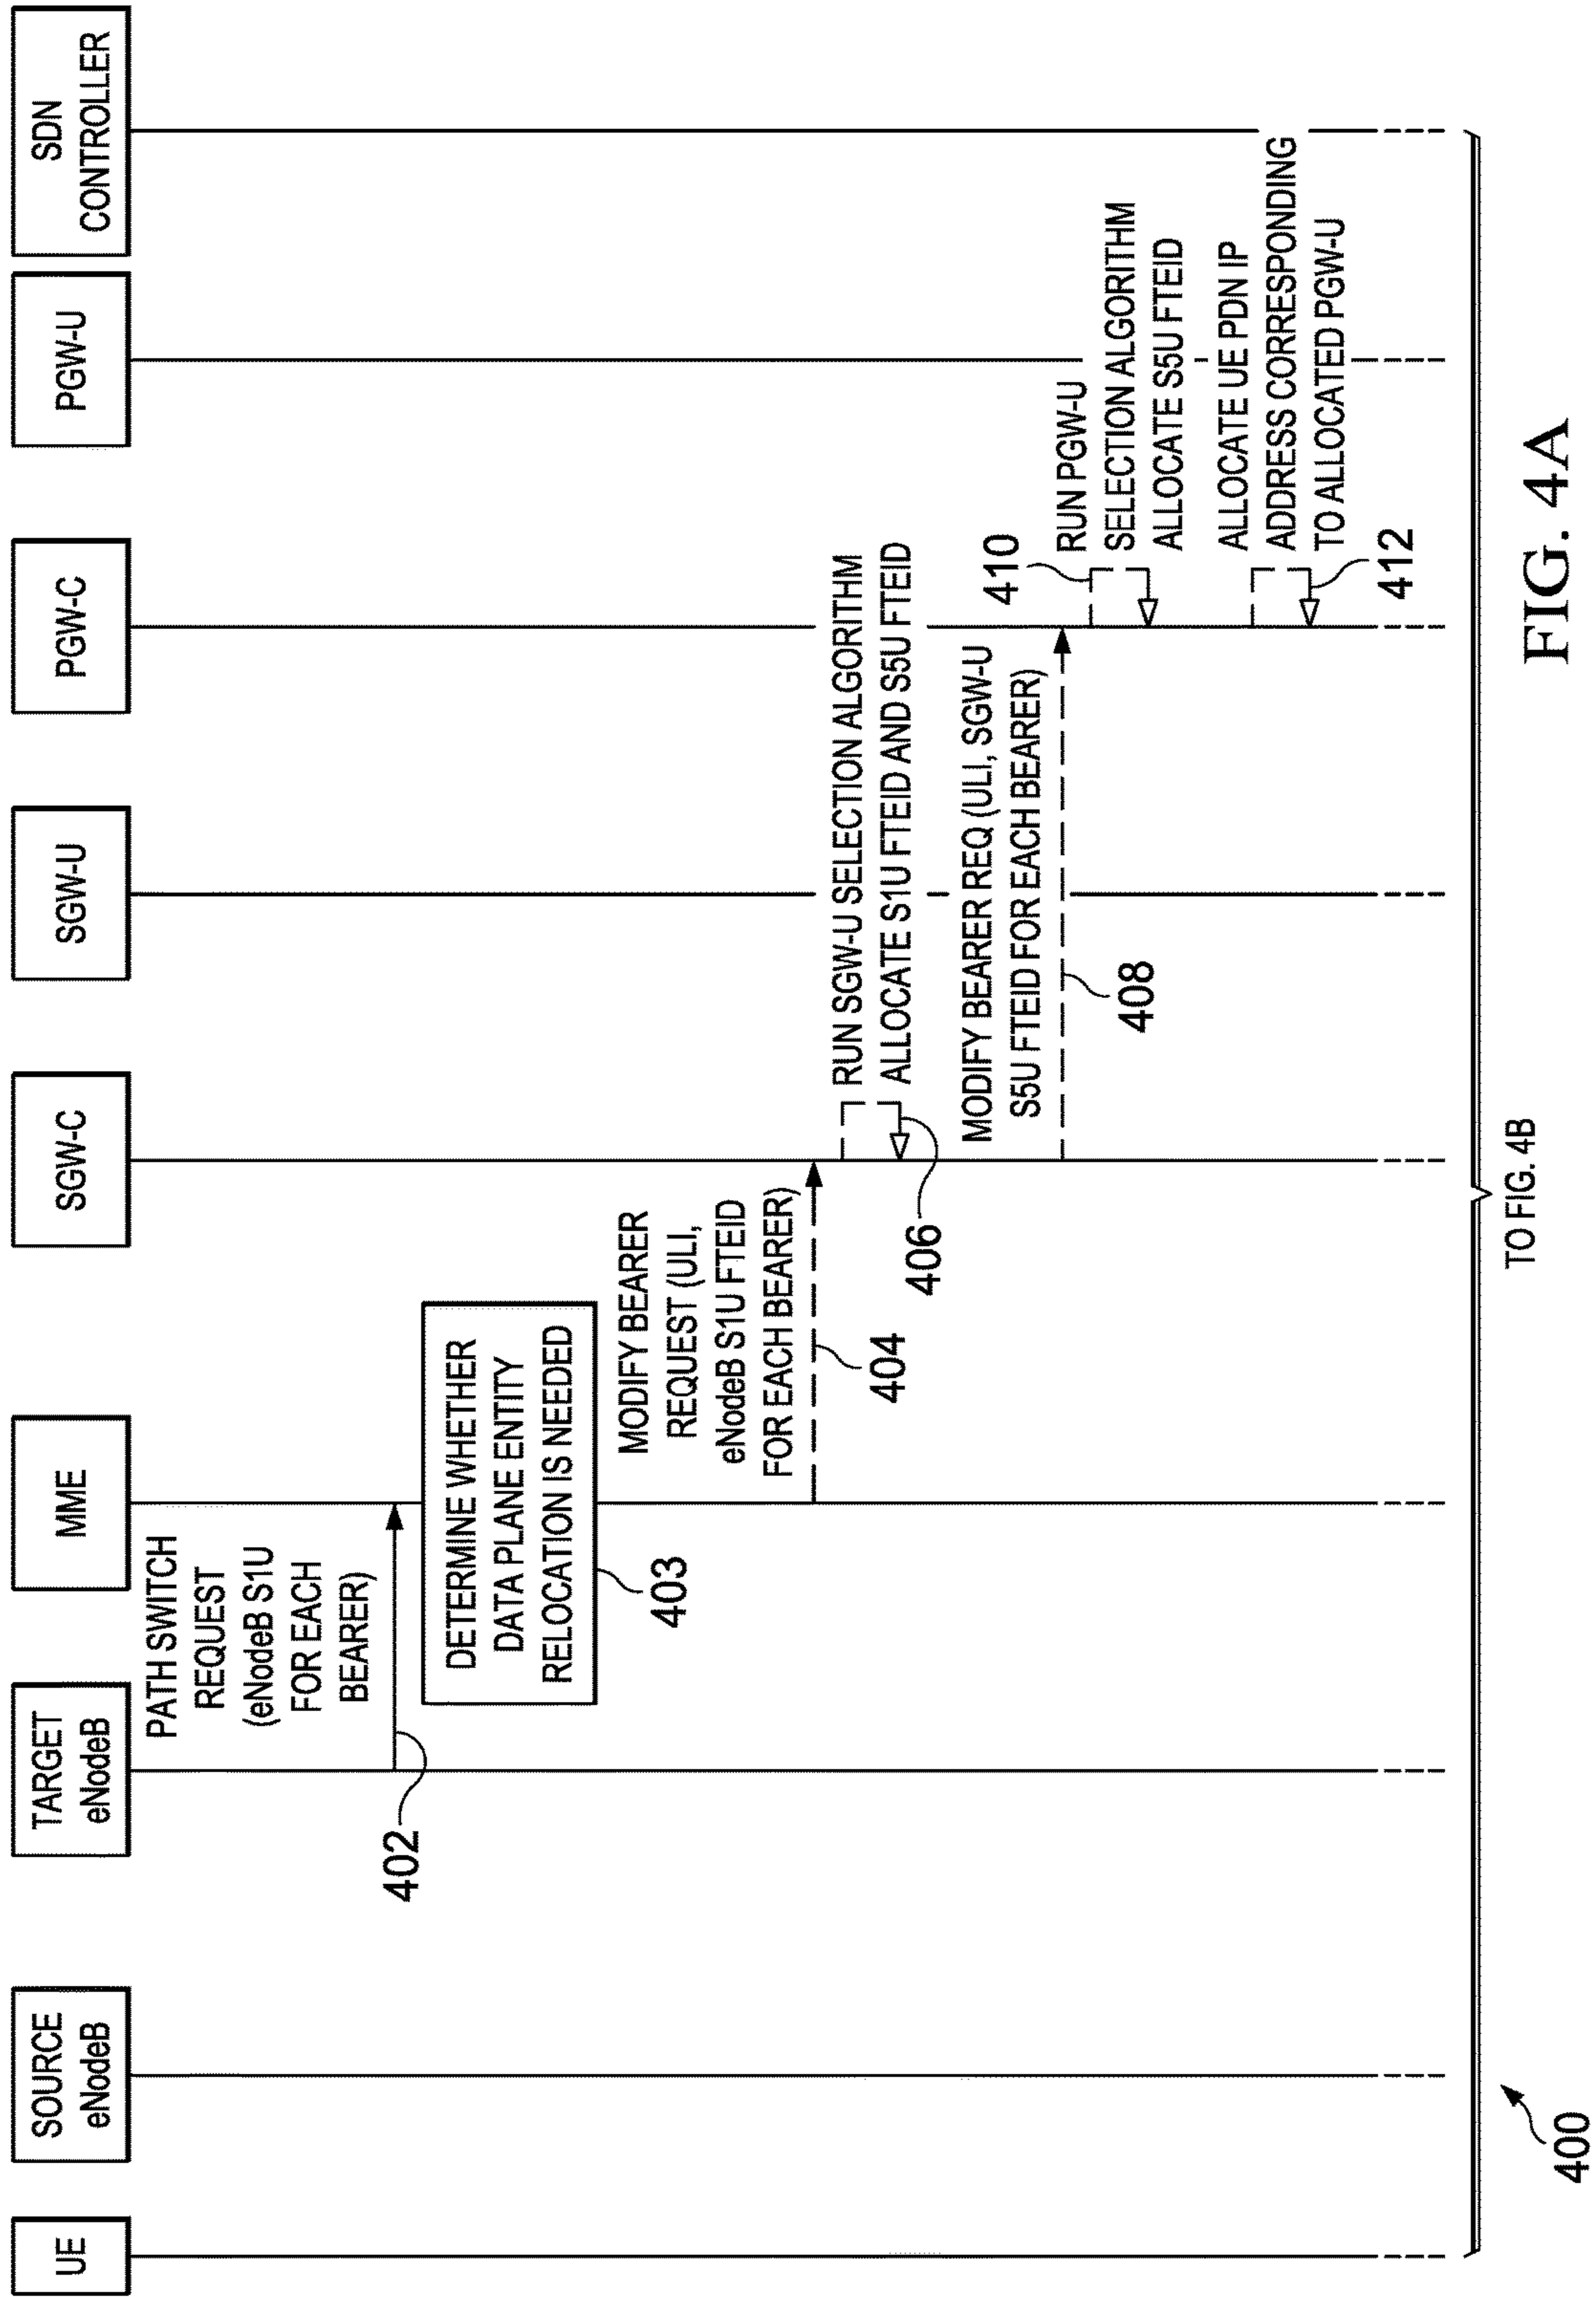 UE
SOURCE
eNodeB
TARGET
eNodeB
MME
SGW-C
SGW-U
PGW-C
PGW-U
SDN
CONTROLLER
PATH SWITCH
REQUEST
(eNodeB S1U
FOR EACH
BEARER)
402
DETERMINE WHETHER
DATA PLANE ENTITY
RELOCATION IS NEEDED
403
MODIFY BEARER
REQUEST (ULI,
eNodeB S1U FTEID
FOR EACH BEARER)
404
RUN SGW-U SELECTION ALGORITHM
ALLOCATE S1U FTEID AND S5U FTEID
406
MODIFY BEARER REQ (ULI, SGW-U
S5U FTEID FOR EACH BEARER)
408
410
RUN PGW-U
SELECTION ALGORITHM
ALLOCATE S5U FTEID
ALLOCATE UE PDN IP
ADDRESS CORRESPONDING
TO ALLOCATED PGW-U
412
TO FIG. 4B
400
FIG. 4A